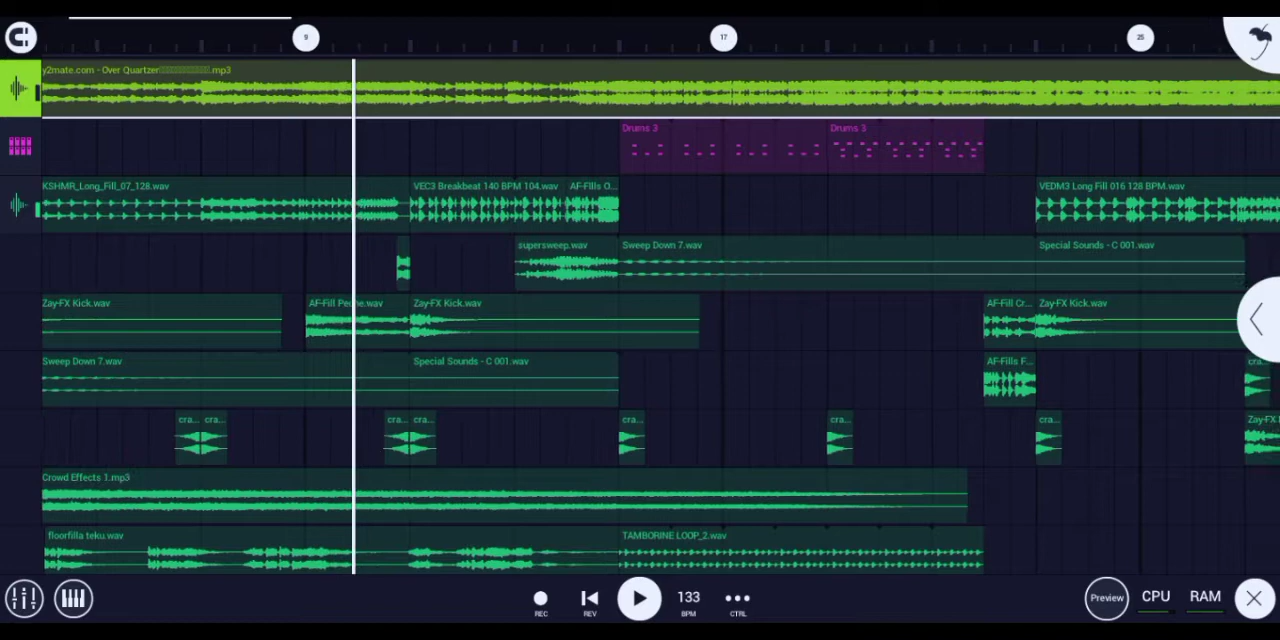 9 17 25
y2mate.com - Over Quartzer .mp3
Drums 3 Drums 3
KSHMR_Long_Fill_07_128.wav VEC3 Breakbeat 140 BPM 104.wav AF-Fills O... VEDM3 Long Fill 016 128 BPM.wav
supersweep.wav Sweep Down 7.wav Special Sounds - C 001.wav
Zay-FX Kick.wav AF-Fill .wav Zay-FX Kick.wav AF-Fill Cr... Zay-FX Kick.wav
Sweep Down 7.wav Special Sounds - C 001.wav AF-Fills F... cra
cra... cra... cra... cra... cra... cra... cra... Zay-FX
Crowd Effects 1.mp3
floorfilla teku.wav TAMBORINE LOOP_2.wav
REC REV 133 BPM CTRL Preview CPU RAM